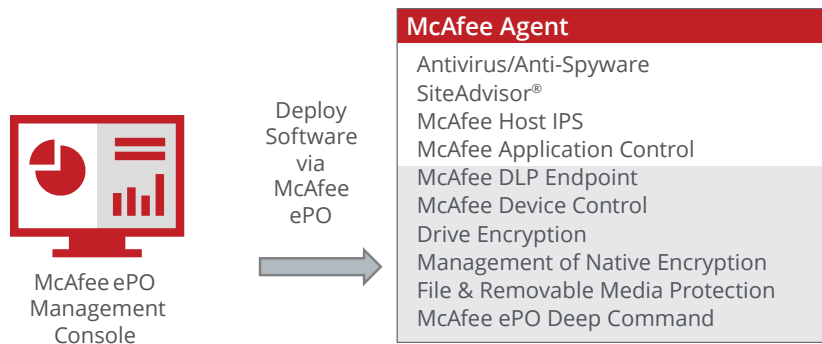 McAfee Agent
Antivirus/Anti-Spyware
SiteAdvisor®
McAfee Host IPS
McAfee Application Control
McAfee DLP Endpoint
McAfee Device Control
Drive Encryption
Management of Native Encryption
File & Removable Media Protection
McAfee ePO Deep Command
Deploy
Software
via
McAfee
ePO
McAfee ePO
Management
Console